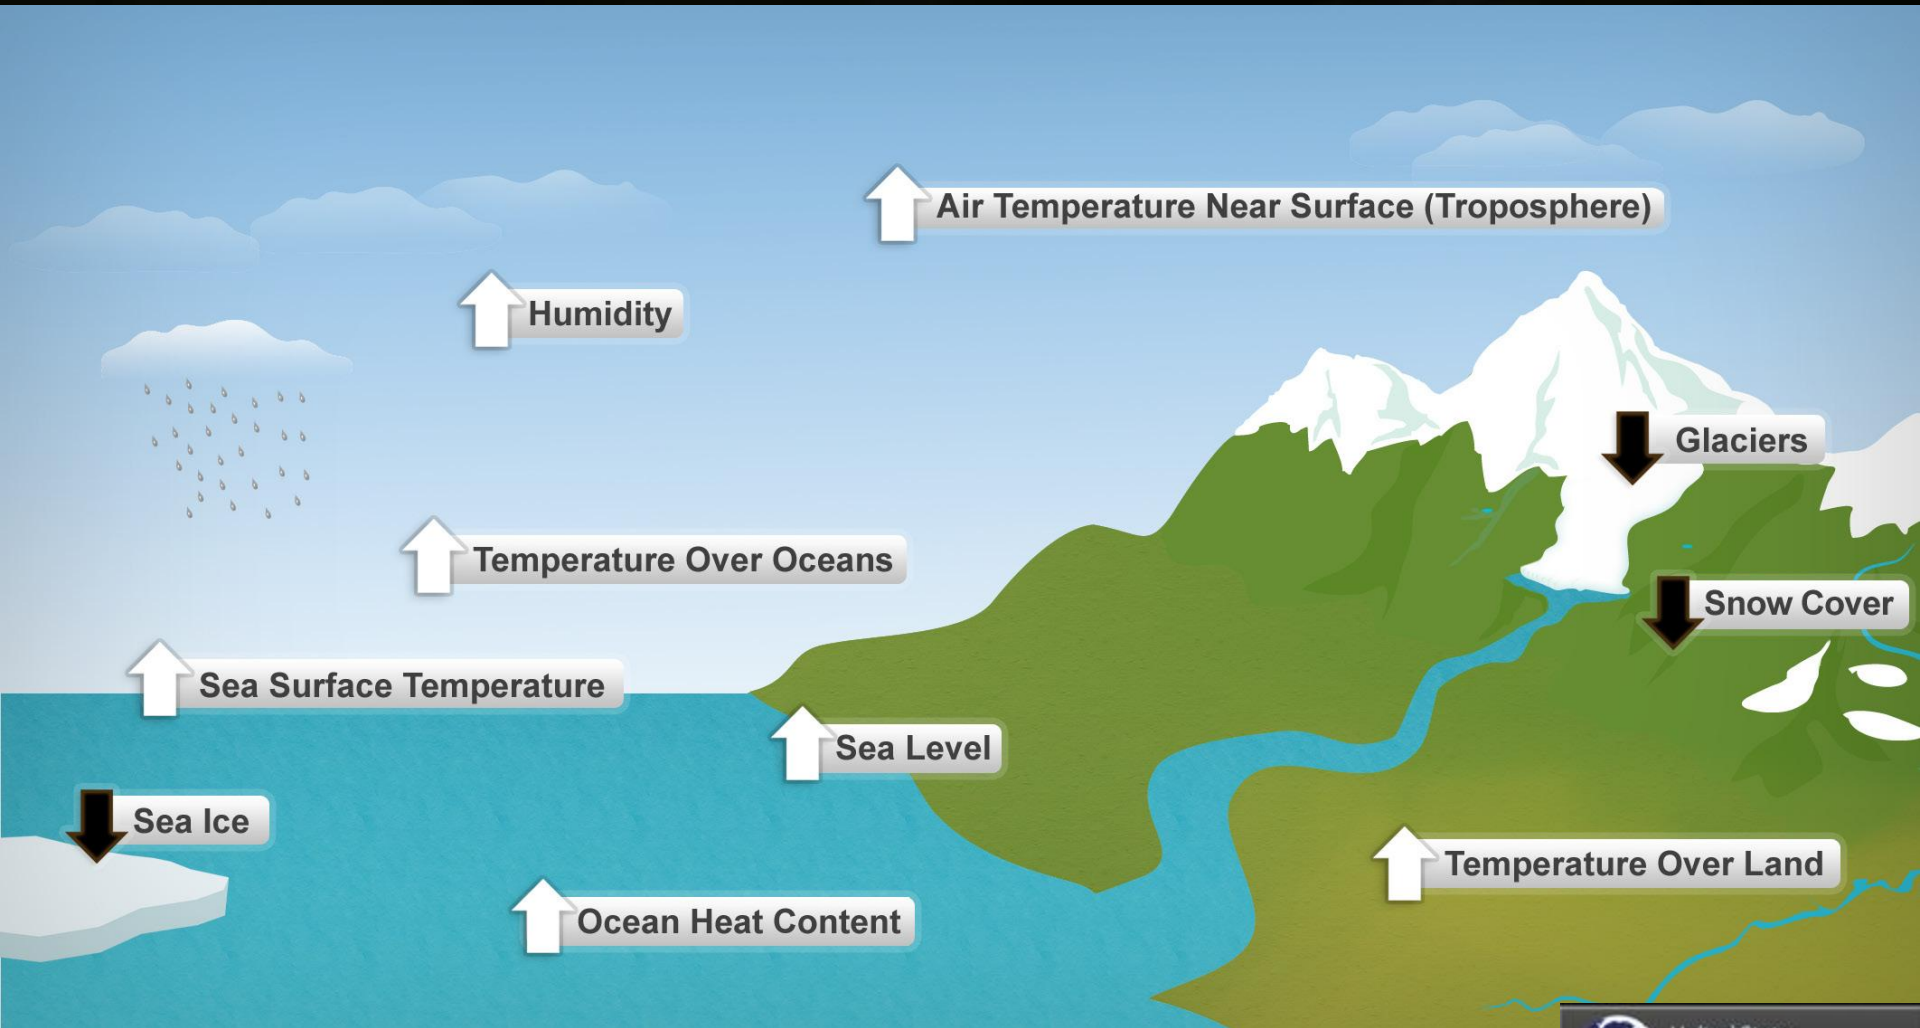 Air Temperature Near Surface (Troposphere)
Humidity
Glaciers
Temperature Over Oceans
Snow Cover
Sea Surface Temperature
Sea Level
Sea Ice
Temperature Over Land
Ocean Heat Content